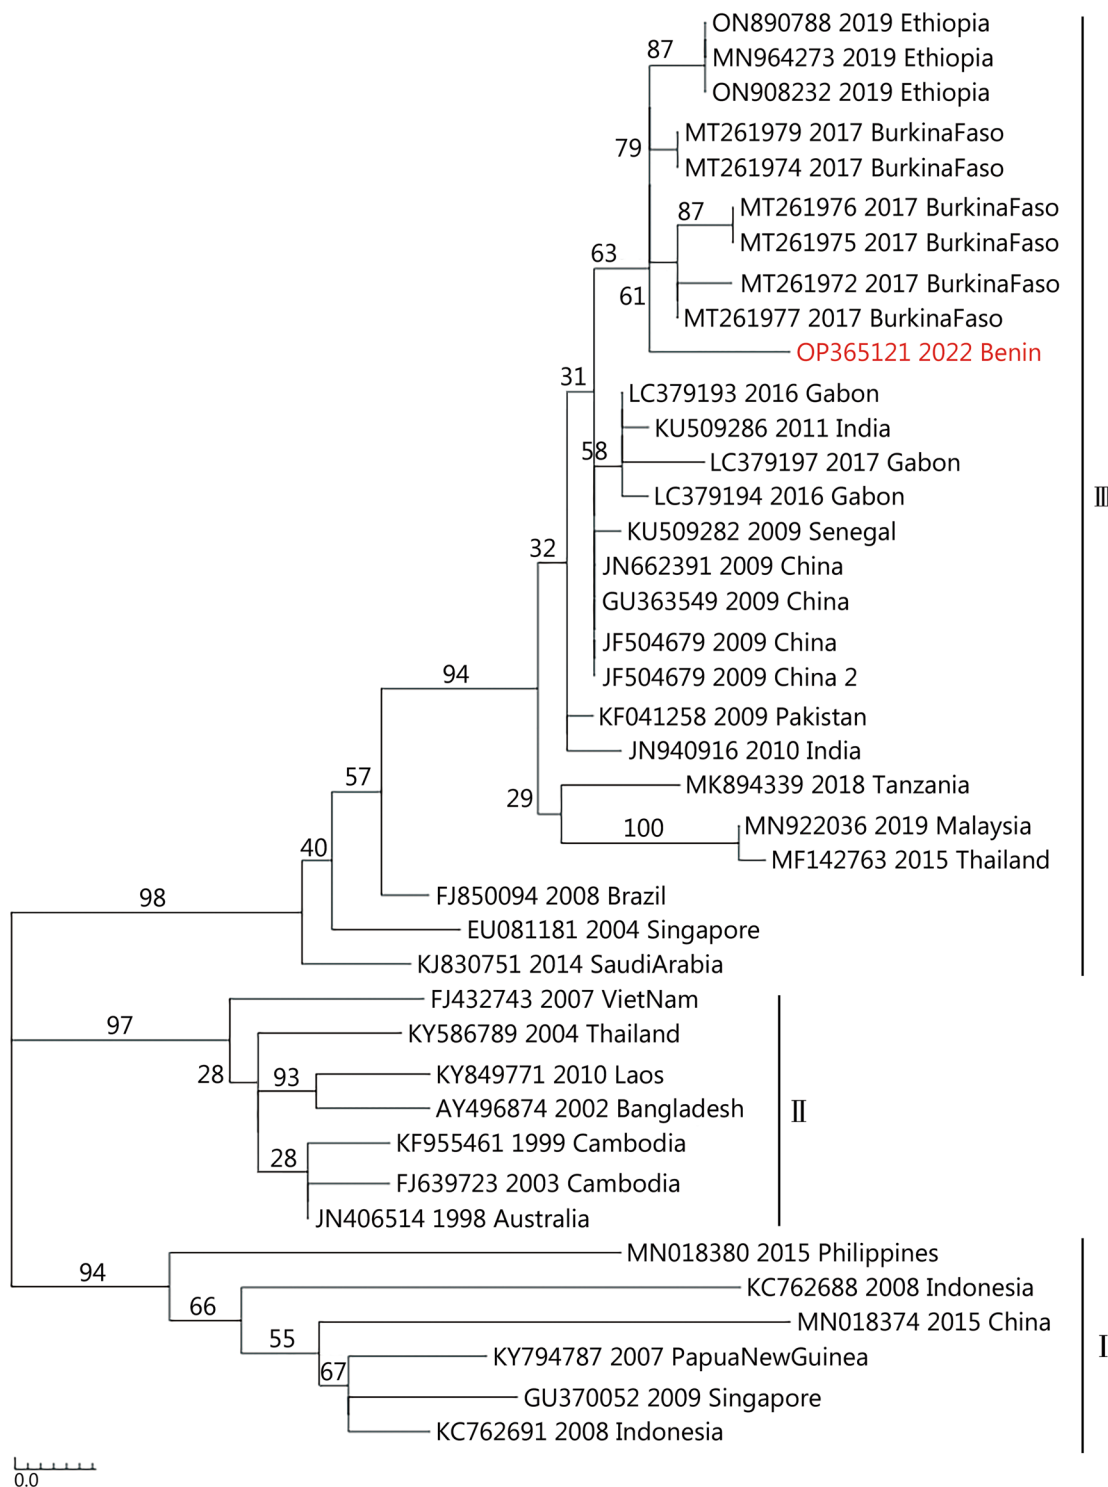 ON890788 2019 Ethiopia
87
MN964273 2019 Ethiopia
ON908232 2019 Ethiopia
MT261979 2017 BurkinaFaso
79
MT261974 2017 BurkinaFaso
87
MT261976 2017 BurkinaFaso
MT261975 2017 BurkinaFaso
63
MT261972 2017 BurkinaFaso
61
MT261977 2017 BurkinaFaso
OP365121 2022 Benin
31
LC379193 2016 Gabon
KU509286 2011 India
58
LC379197 2017 Gabon
LC379194 2016 Gabon
III
KU509282 2009 Senegal
32
JN662391 2009 China
GU363549 2009 China
JF504679 2009 China
94
JF504679 2009 China 2
KF041258 2009 Pakistan
JN940916 2010 India
57
MK894339 2018 Tanzania
29
100
MN922036 2019 Malaysia
40
MF142763 2015 Thailand
98
FJ850094 2008 Brazil
EU081181 2004 Singapore
KJ830751 2014 SaudiArabia
FJ432743 2007 VietNam
97
KY586789 2004 Thailand
28
93
KY849771 2010 Laos
AY496874 2002 Bangladesh
II
KF955461 1999 Cambodia
28
FJ639723 2003 Cambodia
JN406514 1998 Australia
MN018380 2015 Philippines
94
KC762688 2008 Indonesia
66
MN018374 2015 China
55
I
KY794787 2007 PapuaNewGuinea
67
GU370052 2009 Singapore
KC762691 2008 Indonesia
0.0